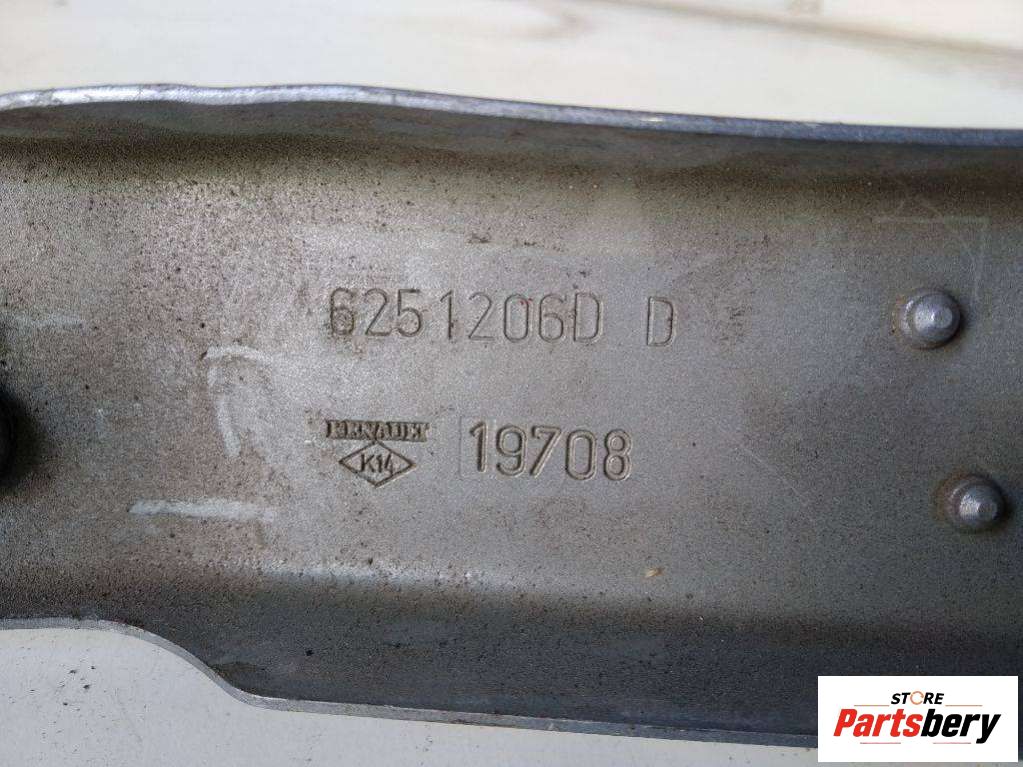 6251206D D
RENAULT
K14
19708
STORE
Partsbery